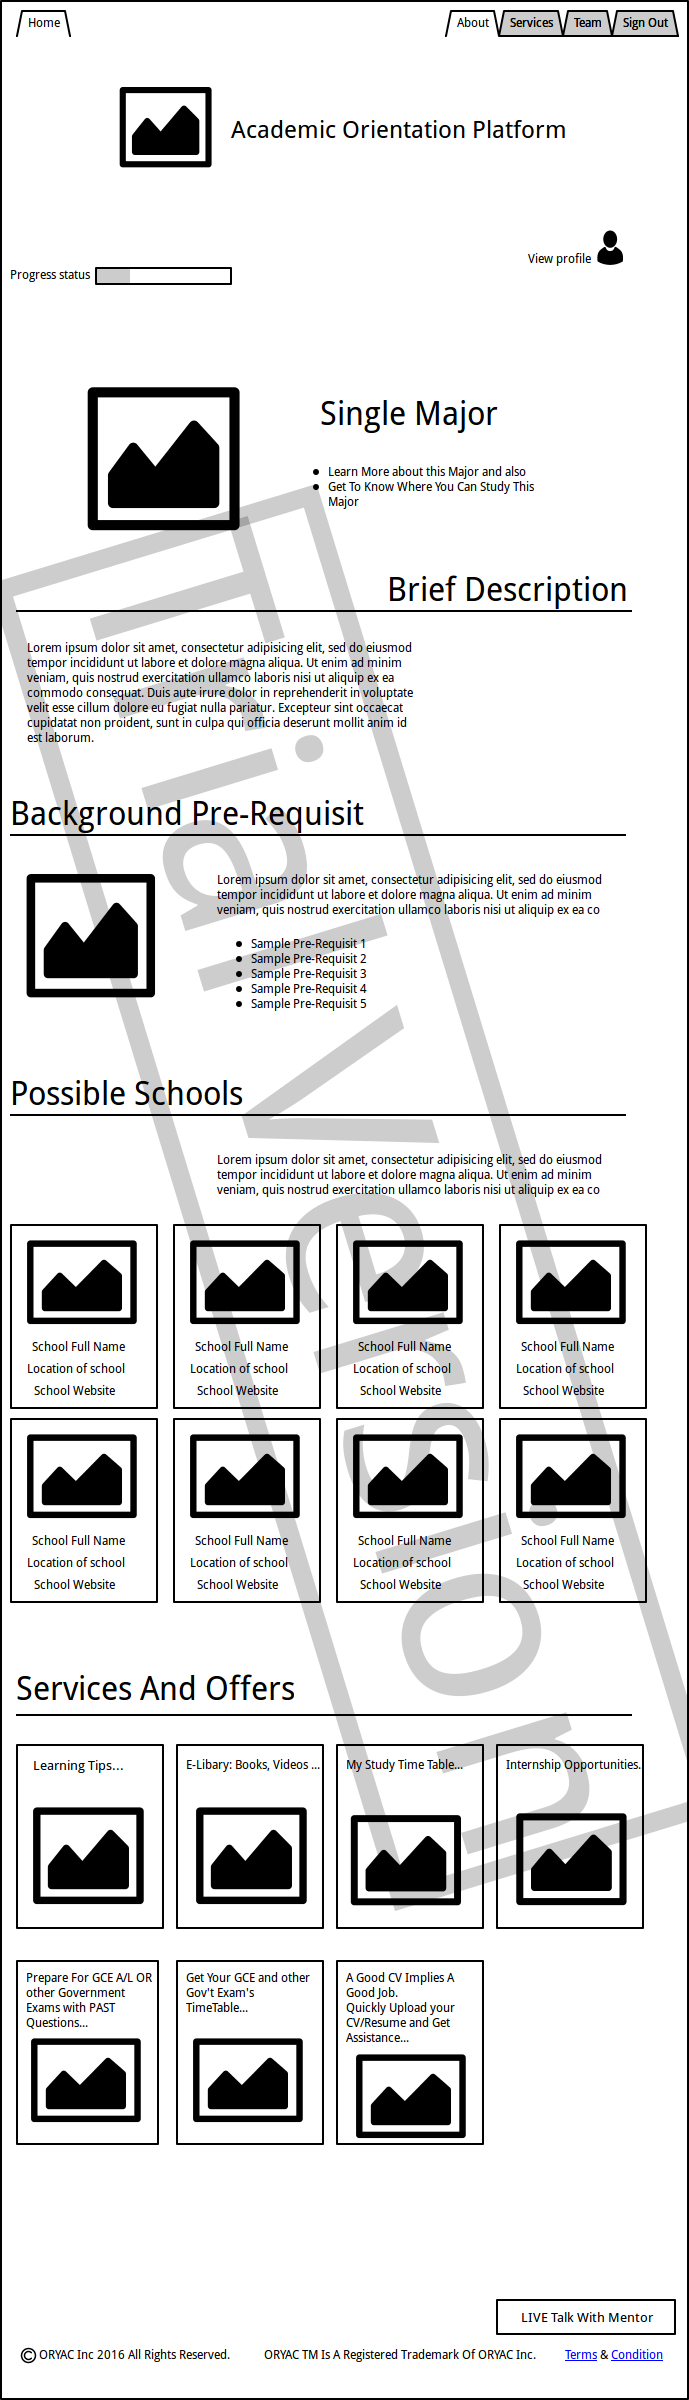 Home
About
Services
Team
Sign Out
Academic Orientation Platform
View profile
Progress status
Single Major
Learn More about this Major and also
Get To Know Where You Can Study This
Major
Brief Description
Lorem ipsum dolor sit amet, consectetur adipisicing elit, sed do eiusmod
tempor incididunt ut labore et dolore magna aliqua. Ut enim ad minim
veniam, quis nostrud exercitation ullamco laboris nisi ut aliquip ex ea
commodo consequat. Duis aute irure dolor in reprehenderit in voluptate
velit esse cillum dolore eu fugiat nulla pariatur. Excepteur sint occaecat
cupidatat non proident, sunt in culpa qui officia deserunt mollit anim id
est laborum.
Background Pre-Requisit
Lorem ipsum dolor sit amet, consectetur adipisicing elit, sed do eiusmod
tempor incididunt ut labore et dolore magna aliqua. Ut enim ad minim
veniam, quis nostrud exercitation ullamco laboris nisi ut aliquip ex ea co
Sample Pre-Requisit 1
Sample Pre-Requisit 2
Sample Pre-Requisit 3
Sample Pre-Requisit 4
Sample Pre-Requisit 5
Possible Schools
Lorem ipsum dolor sit amet, consectetur adipisicing elit, sed do eiusmod
tempor incididunt ut labore et dolore magna aliqua. Ut enim ad minim
veniam, quis nostrud exercitation ullamco laboris nisi ut aliquip ex ea co
School Full Name
Location of school
School Website
School Full Name
Location of school
School Website
School Full Name
Location of school
School Website
School Full Name
Location of school
School Website
School Full Name
Location of school
School Website
School Full Name
Location of school
School Website
School Full Name
Location of school
School Website
School Full Name
Location of school
School Website
Services And Offers
Learning Tips...
E-Libary: Books, Videos ...
My Study Time Table...
Internship Opportunities.
Prepare For GCE A/L OR
other Government
Exams with PAST
Questions...
Get Your GCE and other
Gov't Exam's
TimeTable...
A Good CV Implies A
Good Job.
Quickly Upload your
CV/Resume and Get
Assistance...
LIVE Talk With Mentor
© ORYAC Inc 2016 All Rights Reserved.
ORYAC TM Is A Registered Trademark Of ORYAC Inc.
Terms & Condition
Trial Version